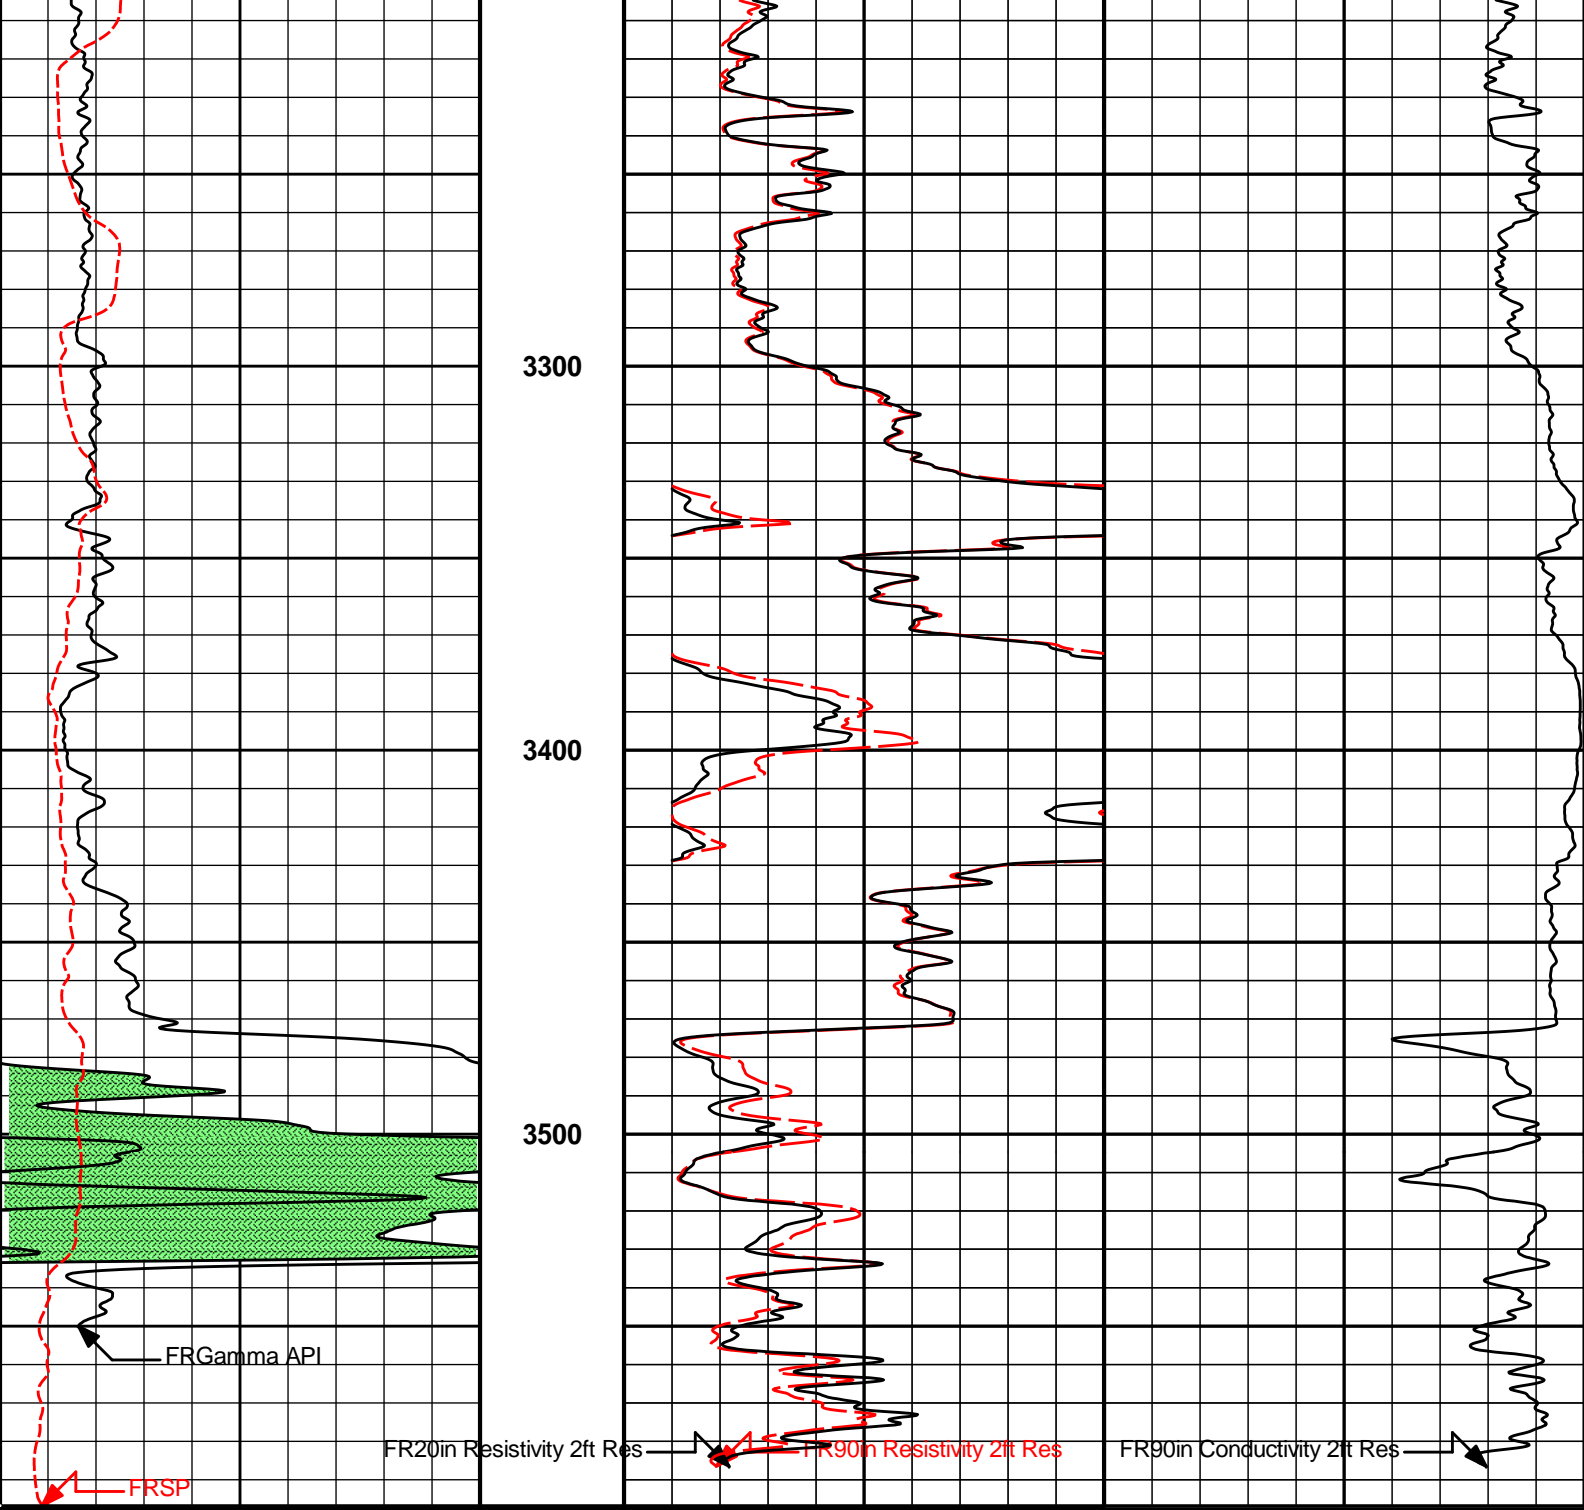 3300
3400
3500
FRGamma API
FR20in Resistivity 2ft Res
FR90in Resistivity 2ft Res
FR90in Conductivity 2ft Res
FRSP